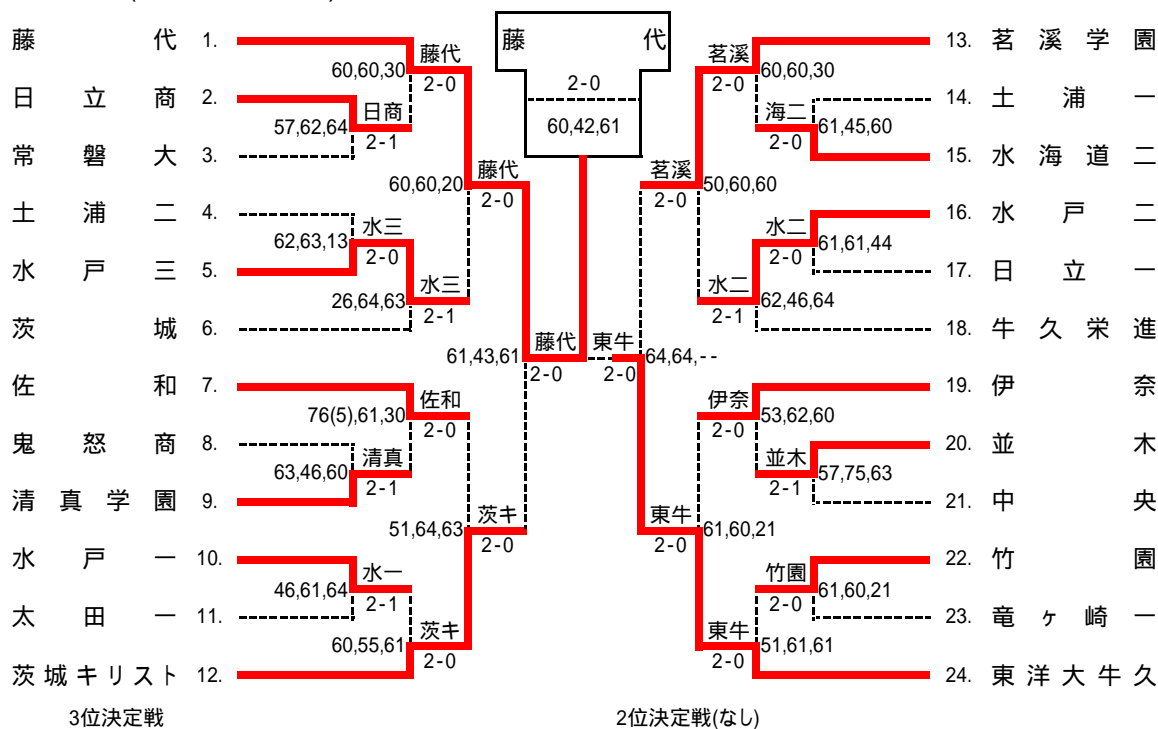 藤代 1.
日立商 2.
常磐大 3.
土浦二 4.
水戸三 5.
茨城 6.
佐和 7.
鬼怒商 8.
清真学園 9.
水戸一 10.
太田一 11.
茨城キリスト 12.
藤代
60,60,30
2-0
日商
57,62,64
2-1
藤代
60,60,20
2-0
水三
62,63,13
2-0
水三
26,64,63
2-1
藤代
61,43,61
2-0
佐和
76(5),61,30
2-0
清真
63,46,60
2-1
茨キ
51,64,63
2-0
水一
46,61,64
2-1
茨キ
60,55,61
2-0
藤代
2-0
60,42,61
茗溪
60,60,30
2-0
海二
61,45,60
2-0
茗溪
50,60,60
2-0
水二
61,61,44
2-0
水二
62,46,64
2-1
東牛
64,64,--
2-0
伊奈
53,62,60
2-0
並木
57,75,63
2-1
東牛
61,60,21
2-0
竹園
61,60,21
2-0
東牛
51,61,61
2-0
13. 茗溪学園
14. 土浦一
15. 水海道二
16. 水戸二
17. 日立一
18. 牛久栄進
19. 伊奈
20. 並木
21. 中央
22. 竹園
23. 竜ヶ崎一
24. 東洋大牛久
3位決定戦
2位決定戦(なし)